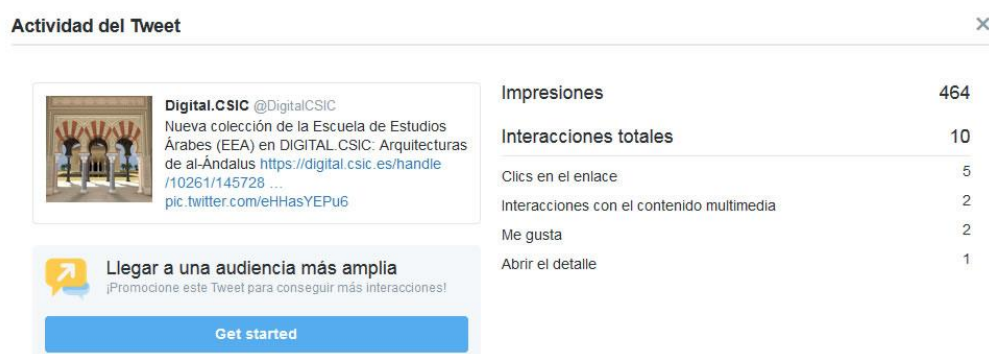 Actividad del Tweet
Digital.CSIC @DigitalCSIC
Nueva colección de la Escuela de Estudios
Árabes (EEA) en DIGITAL.CSIC: Arquitecturas
de al-Ándalus https://digital.csic.es/handle
/10261/145728 ...
pic.twitter.com/eHHasYEPu6
Llegar a una audiencia más amplia
¡Promocione este Tweet para conseguir más interacciones!
Get started
Impresiones 464
Interacciones totales 10
Clics en el enlace 5
Interacciones con el contenido multimedia 2
Me gusta 2
Abrir el detalle 1